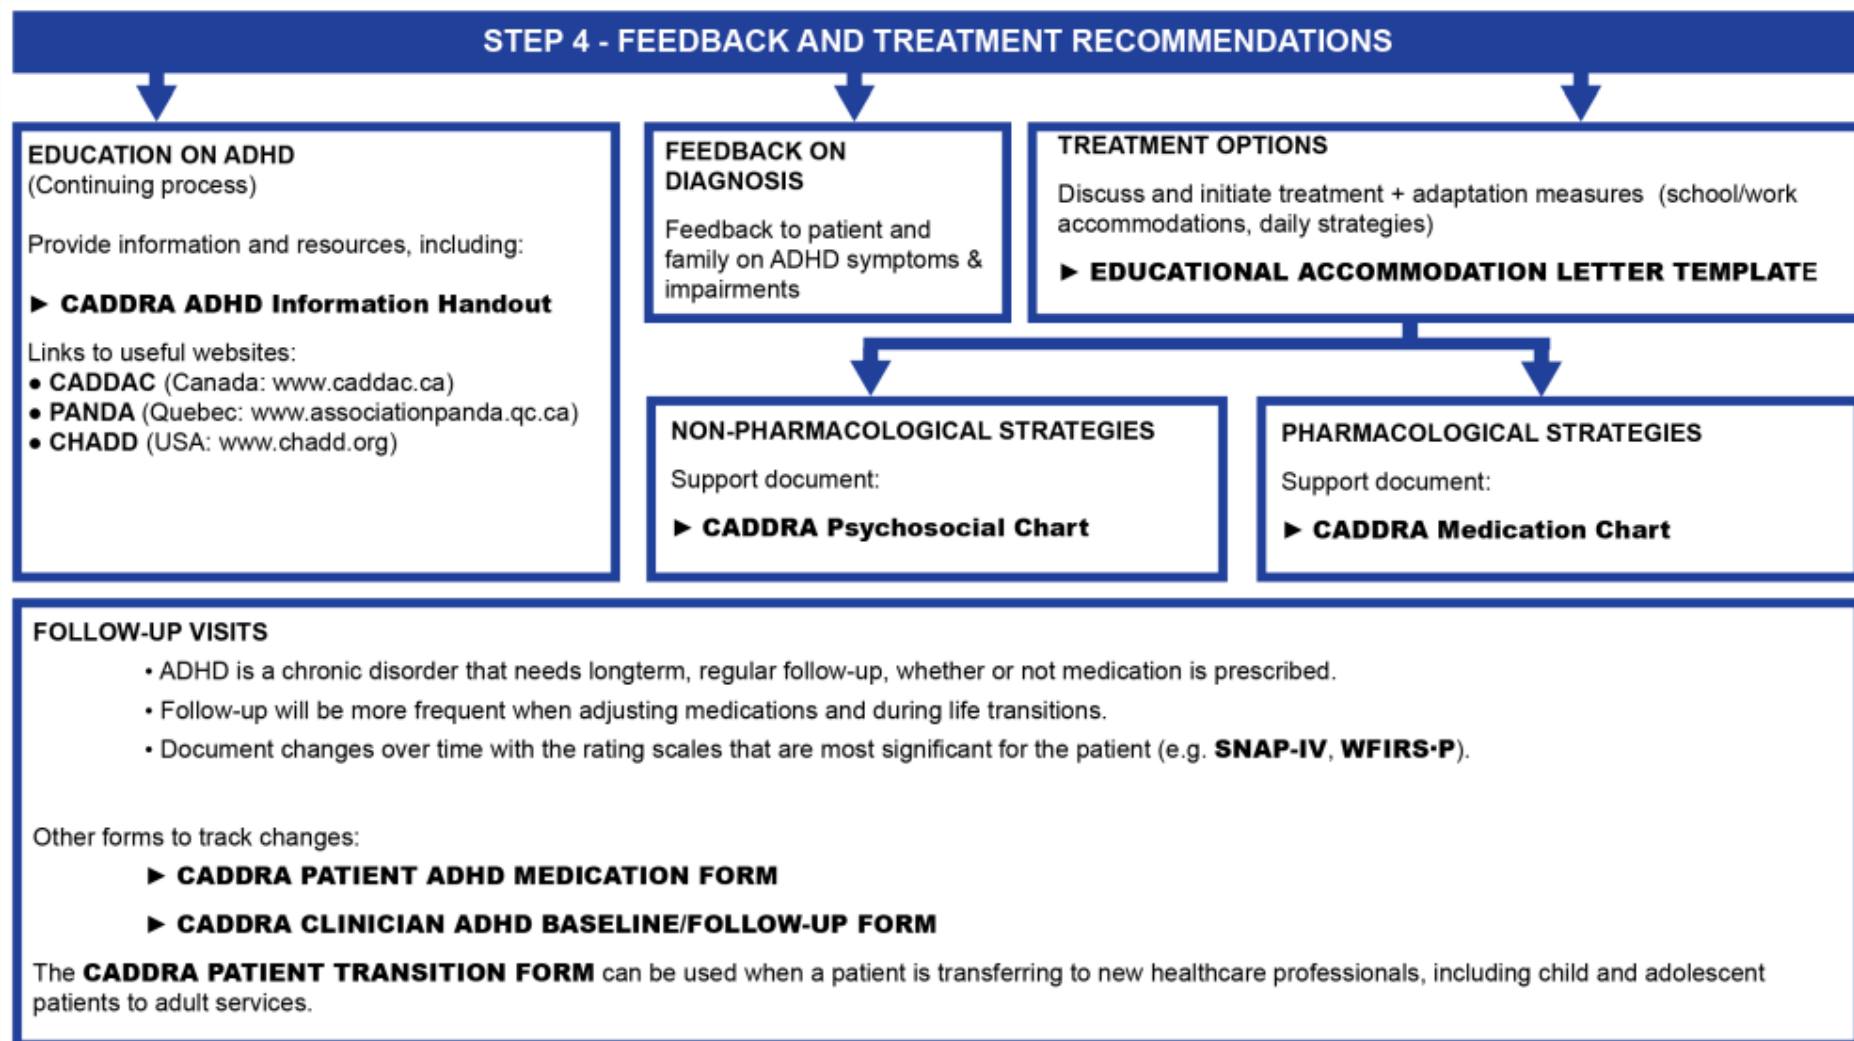 STEP 4 - FEEDBACK AND TREATMENT RECOMMENDATIONS
EDUCATION ON ADHD
(Continuing process)
Provide information and resources, including:
► CADDRA ADHD Information Handout
Links to useful websites:
● CADDAC (Canada: www.caddac.ca)
● PANDA (Quebec: www.associationpanda.qc.ca)
● CHADD (USA: www.chadd.org)
FEEDBACK ON
DIAGNOSIS
Feedback to patient and
family on ADHD symptoms &
impairments
TREATMENT OPTIONS
Discuss and initiate treatment + adaptation measures (school/work
accommodations, daily strategies)
► EDUCATIONAL ACCOMMODATION LETTER TEMPLATE
NON-PHARMACOLOGICAL STRATEGIES
Support document:
► CADDRA Psychosocial Chart
PHARMACOLOGICAL STRATEGIES
Support document:
► CADDRA Medication Chart
FOLLOW-UP VISITS
• ADHD is a chronic disorder that needs longterm, regular follow-up, whether or not medication is prescribed.
• Follow-up will be more frequent when adjusting medications and during life transitions.
• Document changes over time with the rating scales that are most significant for the patient (e.g. SNAP-IV, WFIRS·P).
Other forms to track changes:
► CADDRA PATIENT ADHD MEDICATION FORM
► CADDRA CLINICIAN ADHD BASELINE/FOLLOW-UP FORM
The CADDRA PATIENT TRANSITION FORM can be used when a patient is transferring to new healthcare professionals, including child and adolescent
patients to adult services.